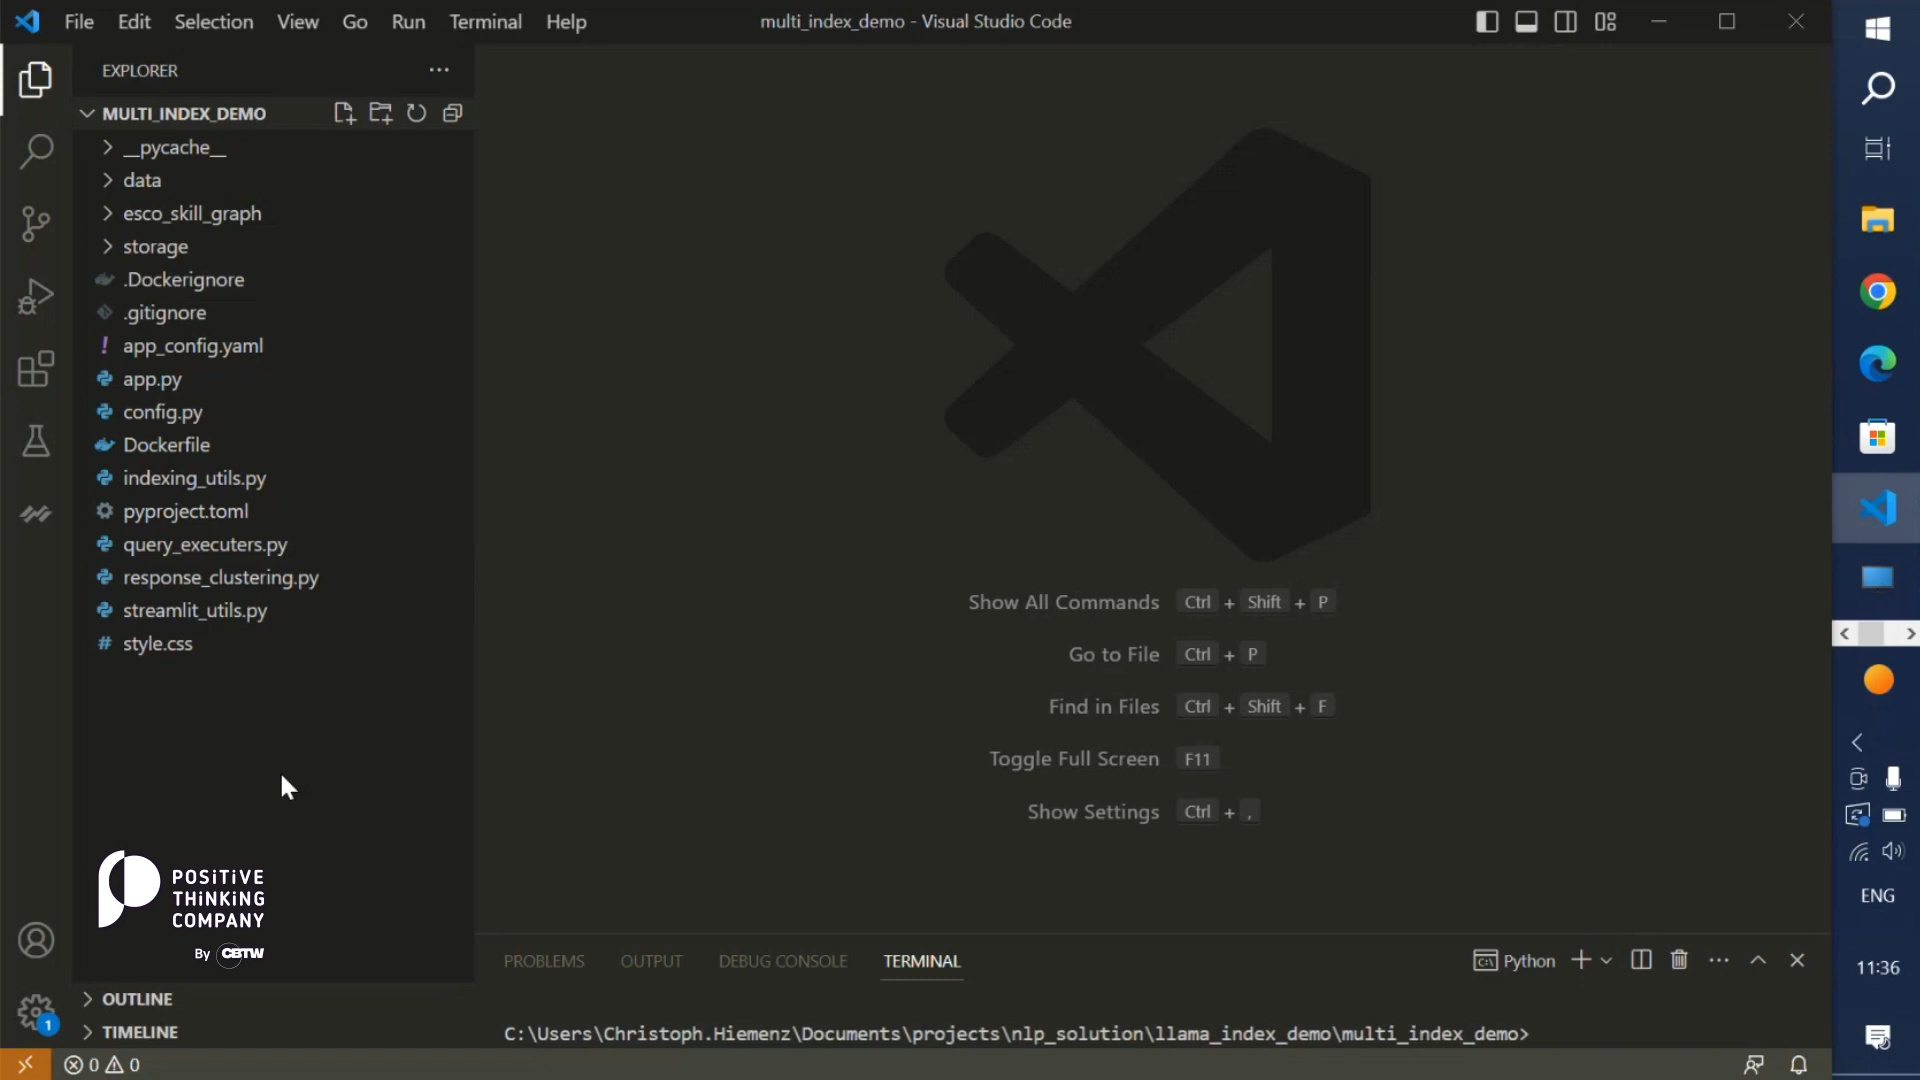 File Edit Selection View Go Run Terminal Help
multi_index_demo - Visual Studio Code
EXPLORER
MULTI_INDEX_DEMO
__pycache__
data
esco_skill_graph
storage
.Dockerignore
.gitignore
! app_config.yaml
app.py
config.py
Dockerfile
indexing_utils.py
pyproject.toml
query_executers.py
response_clustering.py
streamlit_utils.py
# style.css
Show All Commands Ctrl + Shift + P
Go to File Ctrl + P
Find in Files Ctrl + Shift + F
Toggle Full Screen F11
Show Settings Ctrl + ,
POSiTiVE
THiNKiNG
COMPANY
By CBTW
PROBLEMS OUTPUT DEBUG CONSOLE TERMINAL
Python
OUTLINE
TIMELINE
C:\Users\Christoph.Hiemenz\Documents\projects\nlp_solution\llama_index_demo\multi_index_demo>
1
0 0
ENG
11:36